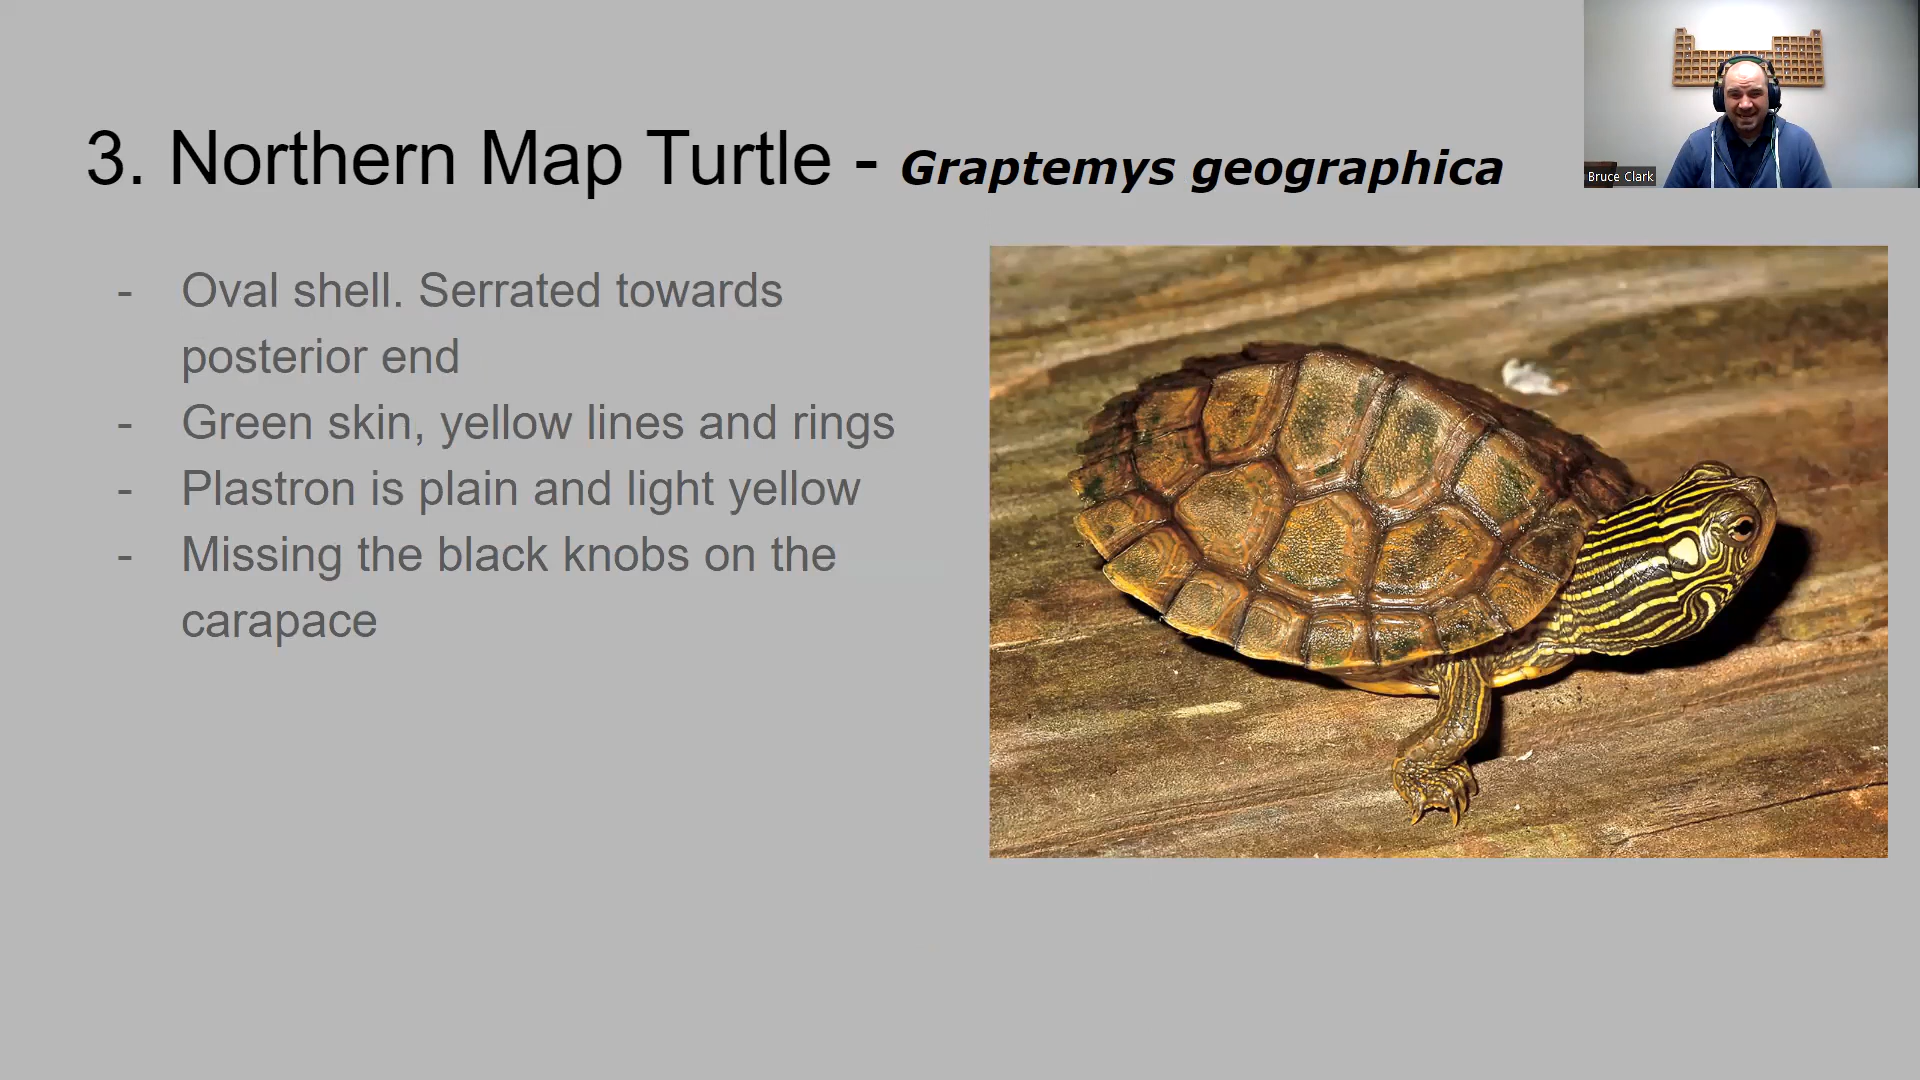 3. Northern Map Turtle - Graptemys geographica
Bruce Clark
- Oval shell. Serrated towards
posterior end
- Green skin, yellow lines and rings
- Plastron is plain and light yellow
- Missing the black knobs on the
carapace